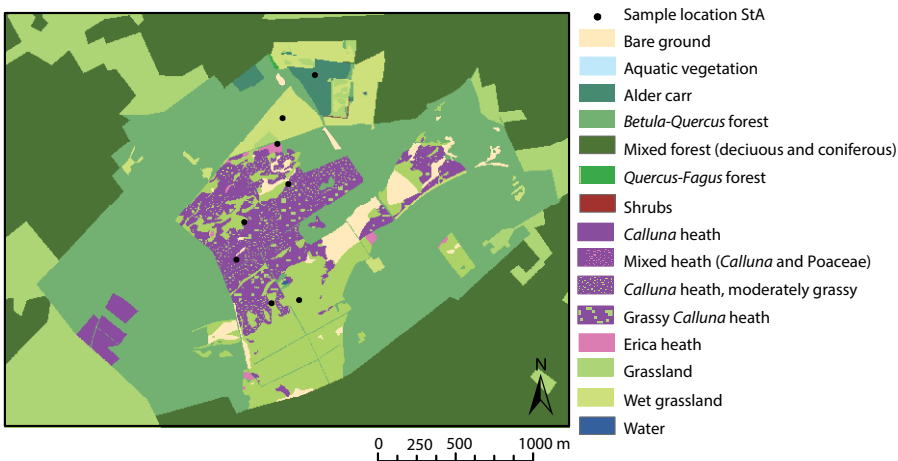 Sample location StA
Bare ground
Aquatic vegetation
Alder carr
Betula-Quercus forest
Mixed forest (deciuous and coniferous)
Quercus-Fagus forest
Shrubs
Calluna heath
Mixed heath (Calluna and Poaceae)
Calluna heath, moderately grassy
Grassy Calluna heath
Erica heath
Grassland
Wet grassland
Water
N
0 250 500 1000 m